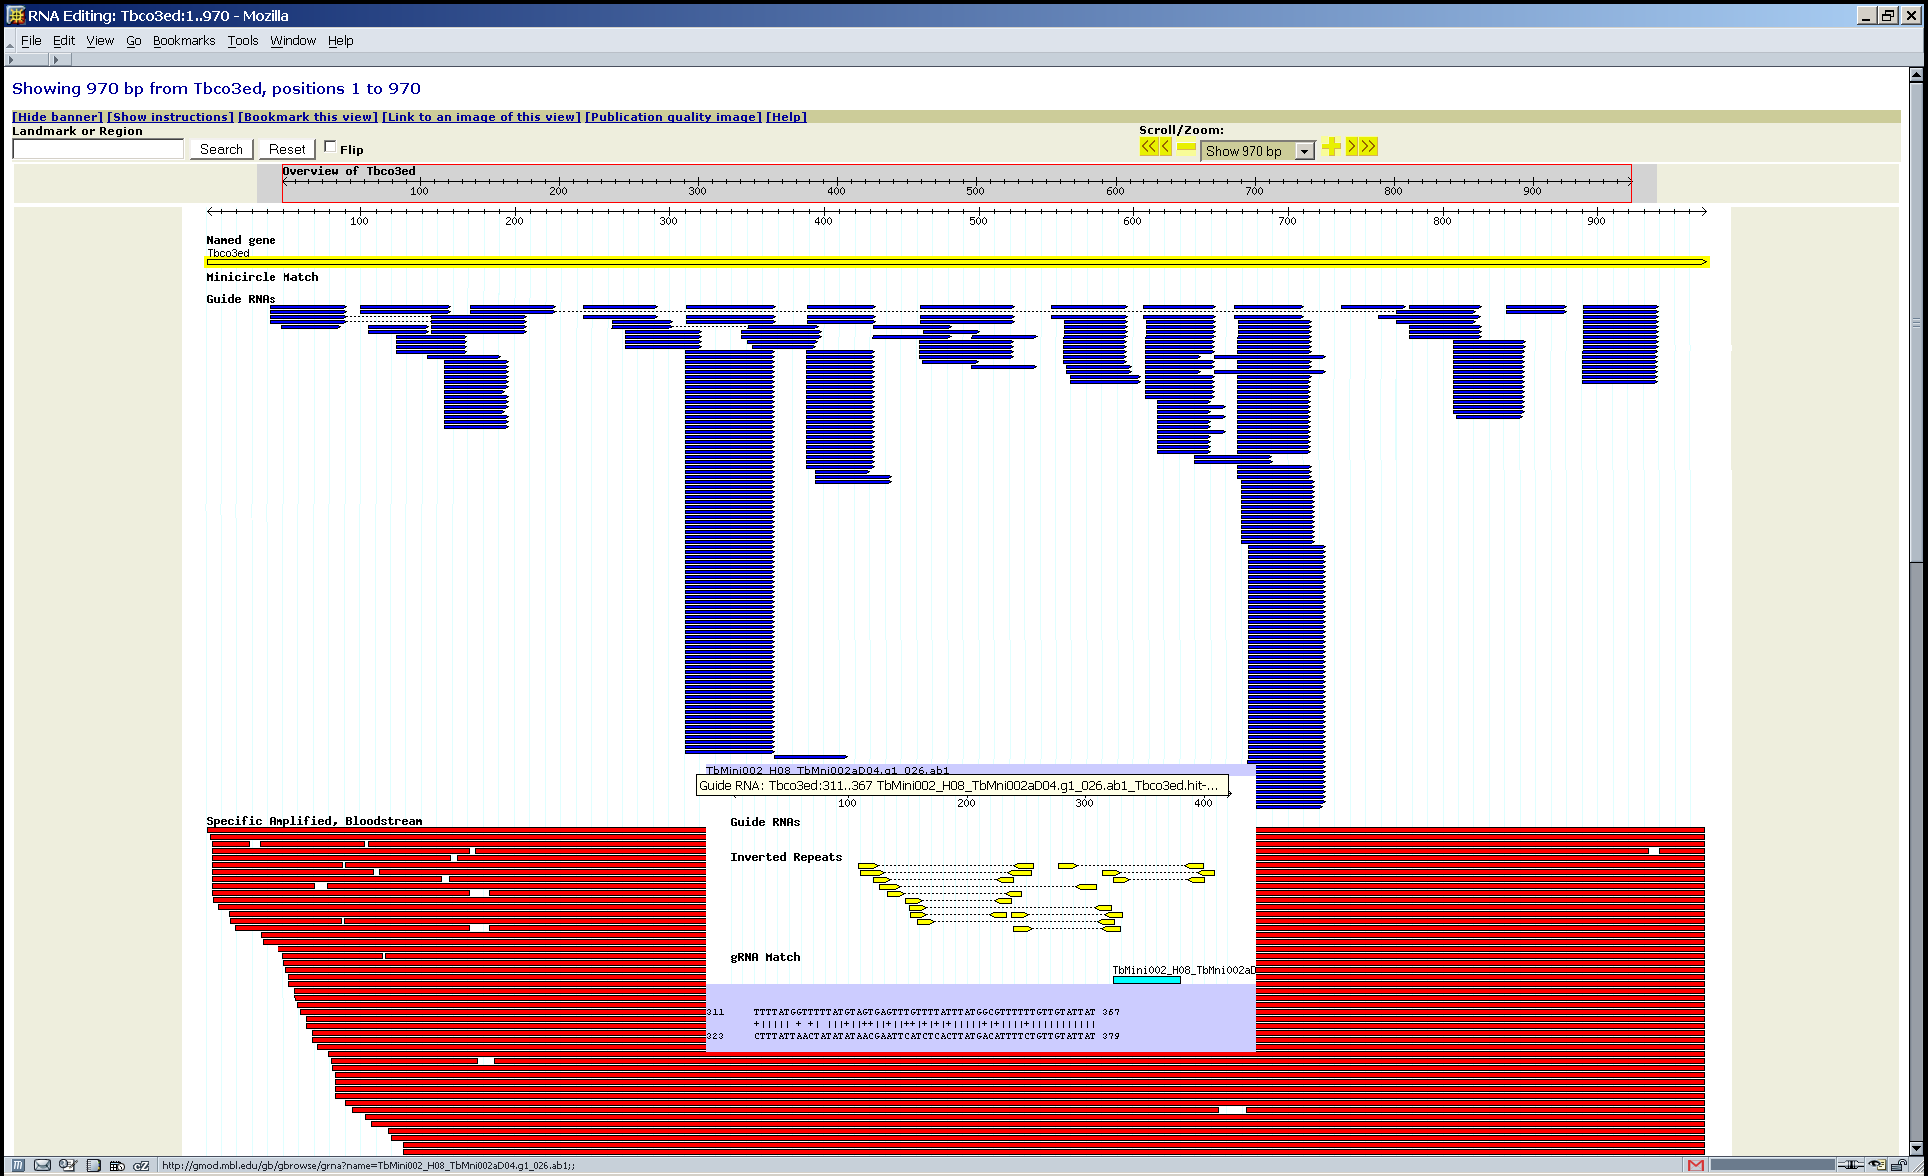 RNA Editing: Tbco3ed:1..970 - Mozilla
File Edit View Go Bookmarks Tools Window Help
Showing 970 bp from Tbco3ed, positions 1 to 970
[Hide banner] [Show instructions] [Bookmark this view] [Link to an image of this view] [Publication quality image] [Help]
Landmark or Region
Scroll/Zoom:
Search Reset Flip
<< < Show 970 bp > >>
Overview of Tbco3ed
100 200 300 400 500 600 700 800 900
100 200 300 400 500 600 700 800 900
Named gene
Tbco3ed
Minicircle Match
Guide RNAs
TbMini002_H08_TbMni002aD04.g1_026.ab1
Guide RNA: Tbco3ed:311..367 TbMini002_H08_TbMni002aD04.g1_026.ab1_Tbco3ed.hit-...
100 200 300 400
Specific Amplified, Bloodstream
Guide RNAs
Inverted Repeats
gRNA Match
TbMini002_H08_TbMni002aD
311 TTTTATGGTTTTTATGTAGTGAGTTTGTTTTATTTATGGCGTTTTTTGTTGTATTAT 367
323 CTTTATTAACTATATATAACGAATTCATCTCACTTATGACATTTTCTGTTGTATTAT 379
http://gmod.mbl.edu/gb/gbrowse/grna?name=TbMini002_H08_TbMni002aD04.g1_026.ab1;;